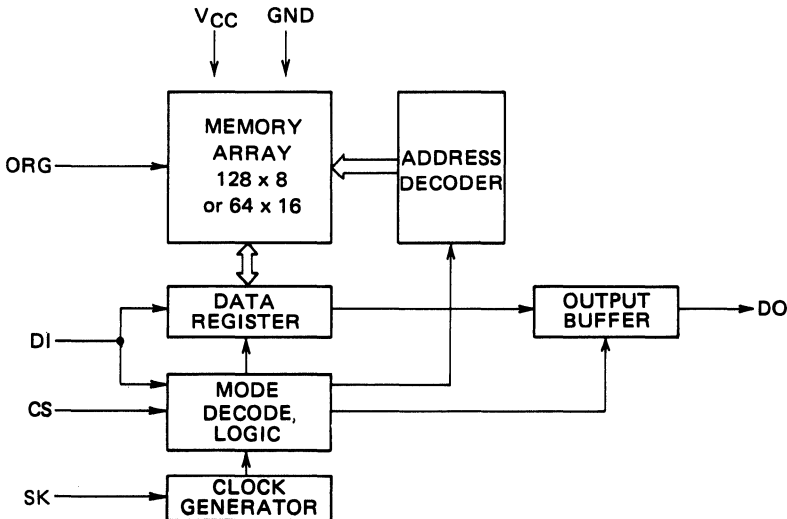 VCC GND
MEMORY
ARRAY
128 x 8
or 64 x 16
ORG
ADDRESS
DECODER
DATA
REGISTER
OUTPUT
BUFFER
DO
DI
MODE
DECODE,
LOGIC
CS
CLOCK
GENERATOR
SK